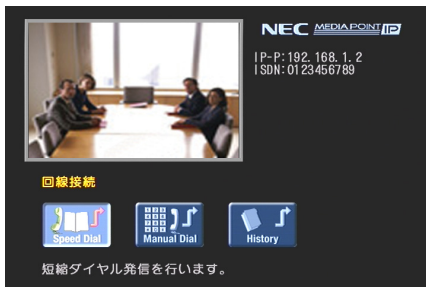 NEC MEDIAPOINT IP
IP-P:192.168.1.2
ISDN:0123456789
回線接続
Speed Dial
Manual Dial
History
短縮ダイヤル発信を行います。